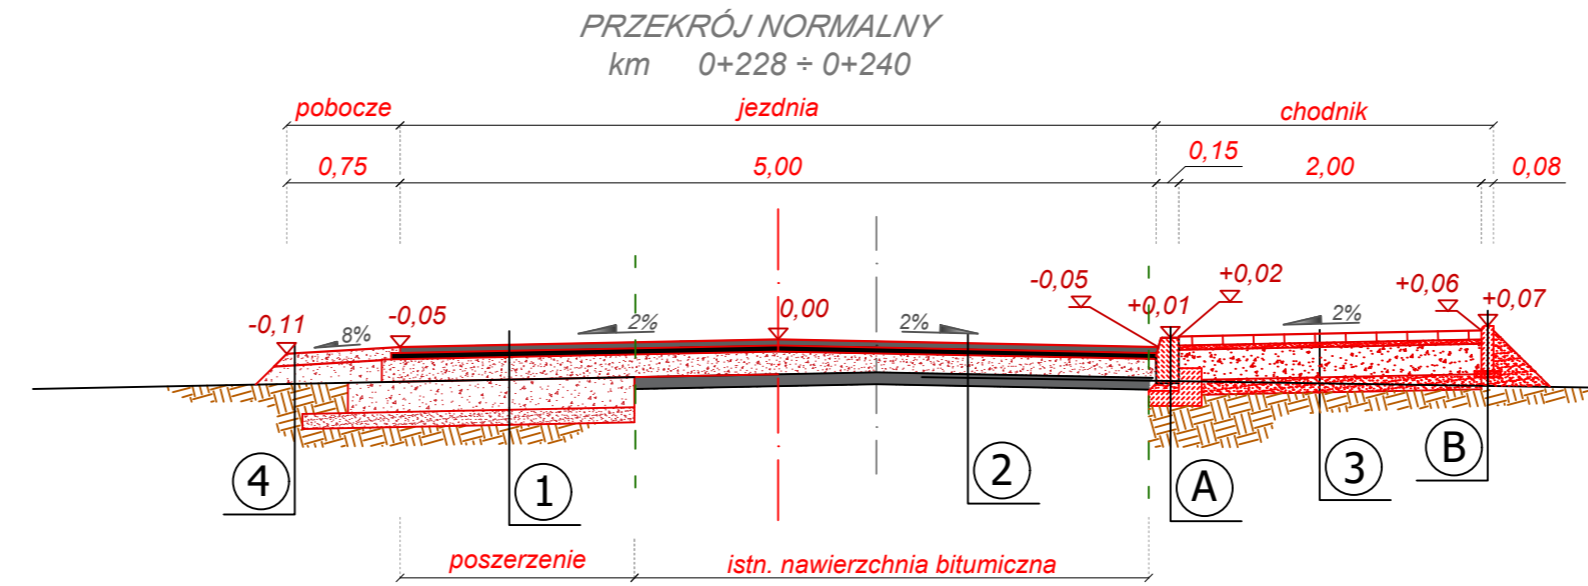 PRZEKRÓJ NORMALNY
km 0+228 ÷ 0+240
pobocze jezdnia chodnik
0,75 5,00 0,15 2,00 0,08
-0,11 8% -0,05 2% 0,00 2% -0,05 +0,01 +0,02 2% +0,06 +0,07
4 1 2 A 3 B
poszerzenie istn. nawierzchnia bitumiczna